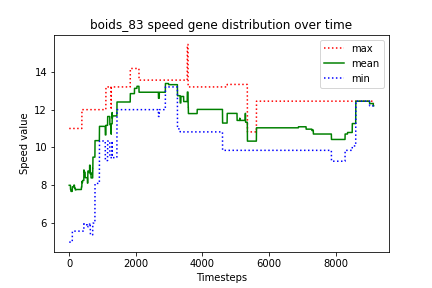 boids_83 speed gene distribution over time
max
mean
min
Speed value
14
12
10
8
6
0
2000
4000
6000
8000
Timesteps